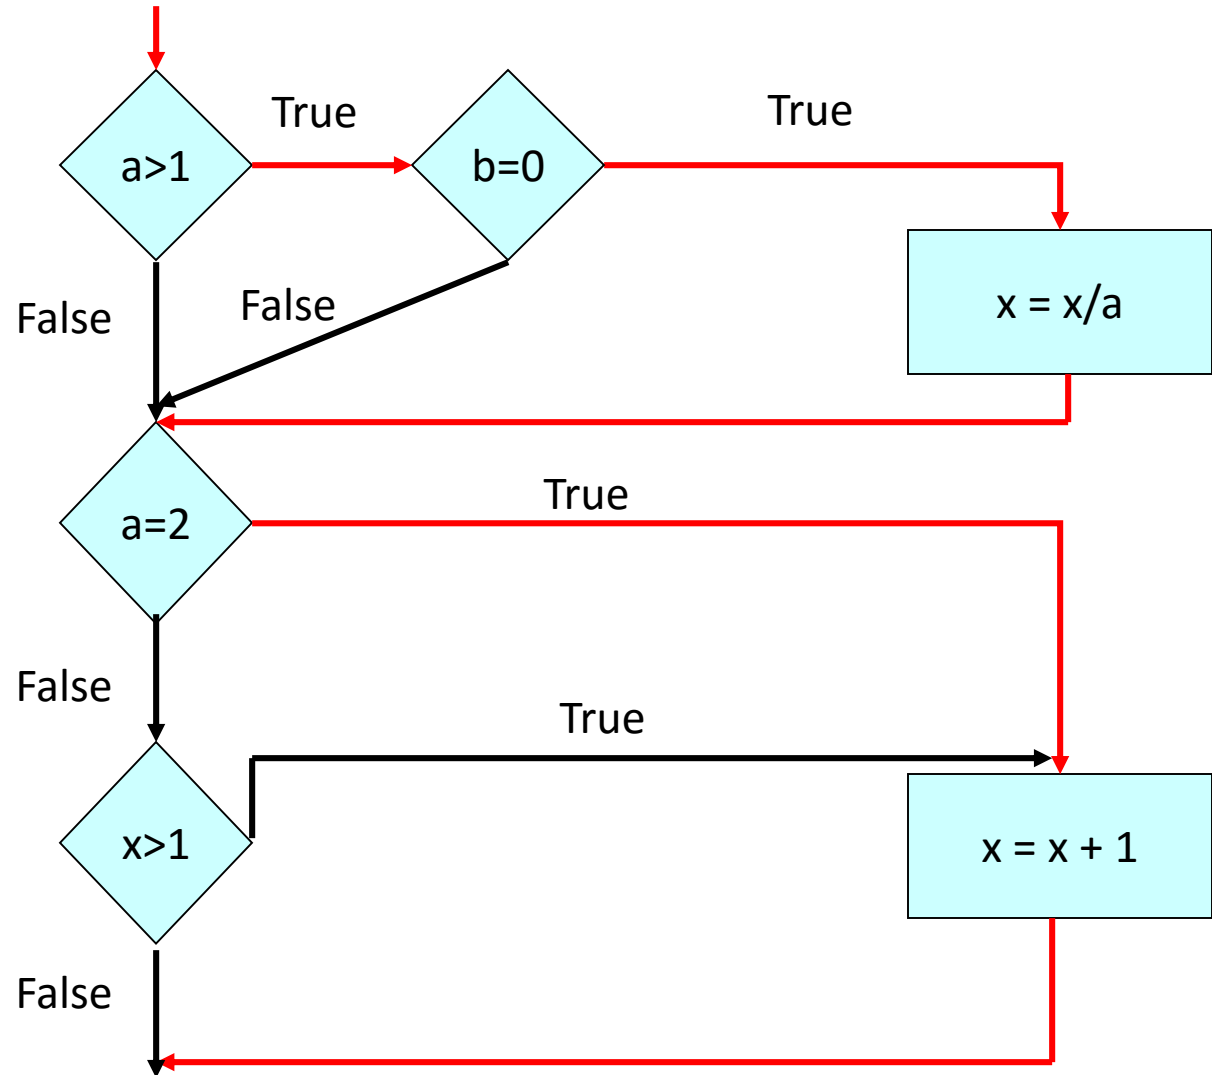 True
True
a>1
b=0
False
False
x = x/a
True
a=2
False
True
x>1
x = x + 1
False